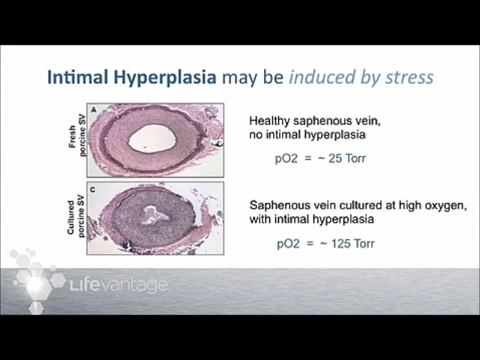 Intimal Hyperplasia may be induced by stress
A
Fresh
porcine SV
Healthy saphenous vein,
no intimal hyperplasia
pO2 = ~ 25 Torr
C
Cultured
porcine SV
Saphenous vein cultured at high oxygen,
with intimal hyperplasia
pO2 = ~ 125 Torr
Lifevantage